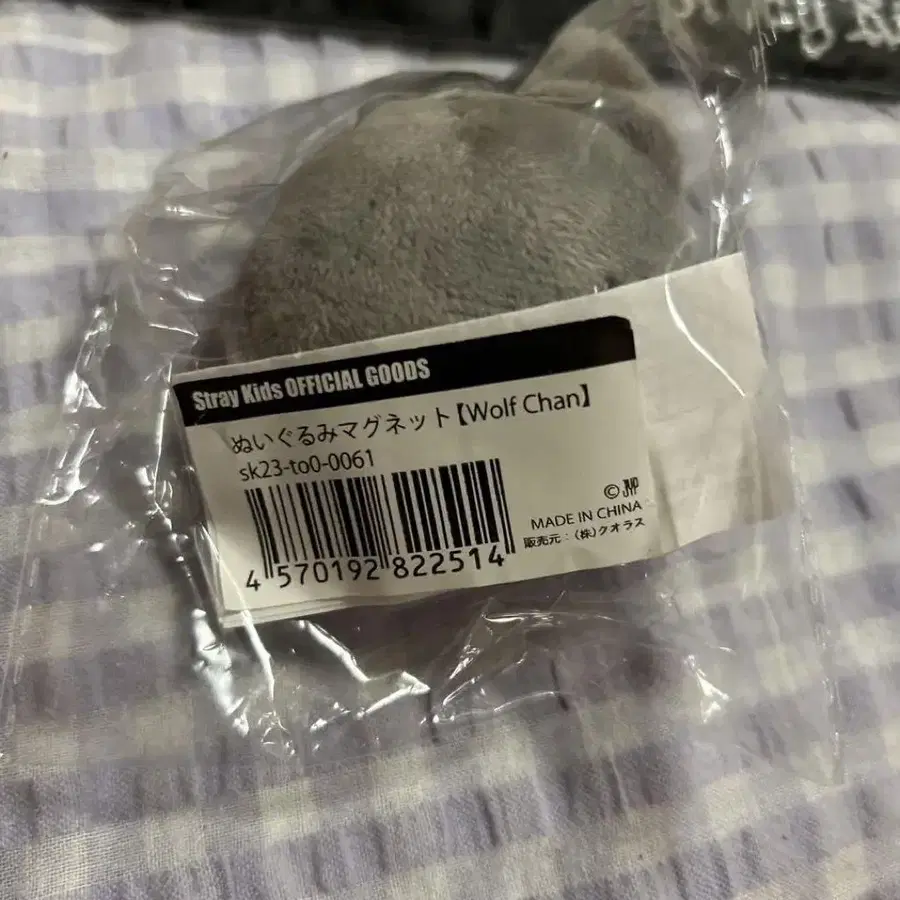 Stray Kids OFFICIAL GOODS
ぬいぐるみマグネット【Wolf Chan】
sk23-to0-0061
4 570192 822514
© JYP
MADE IN CHINA
販売元:(株)クオラス